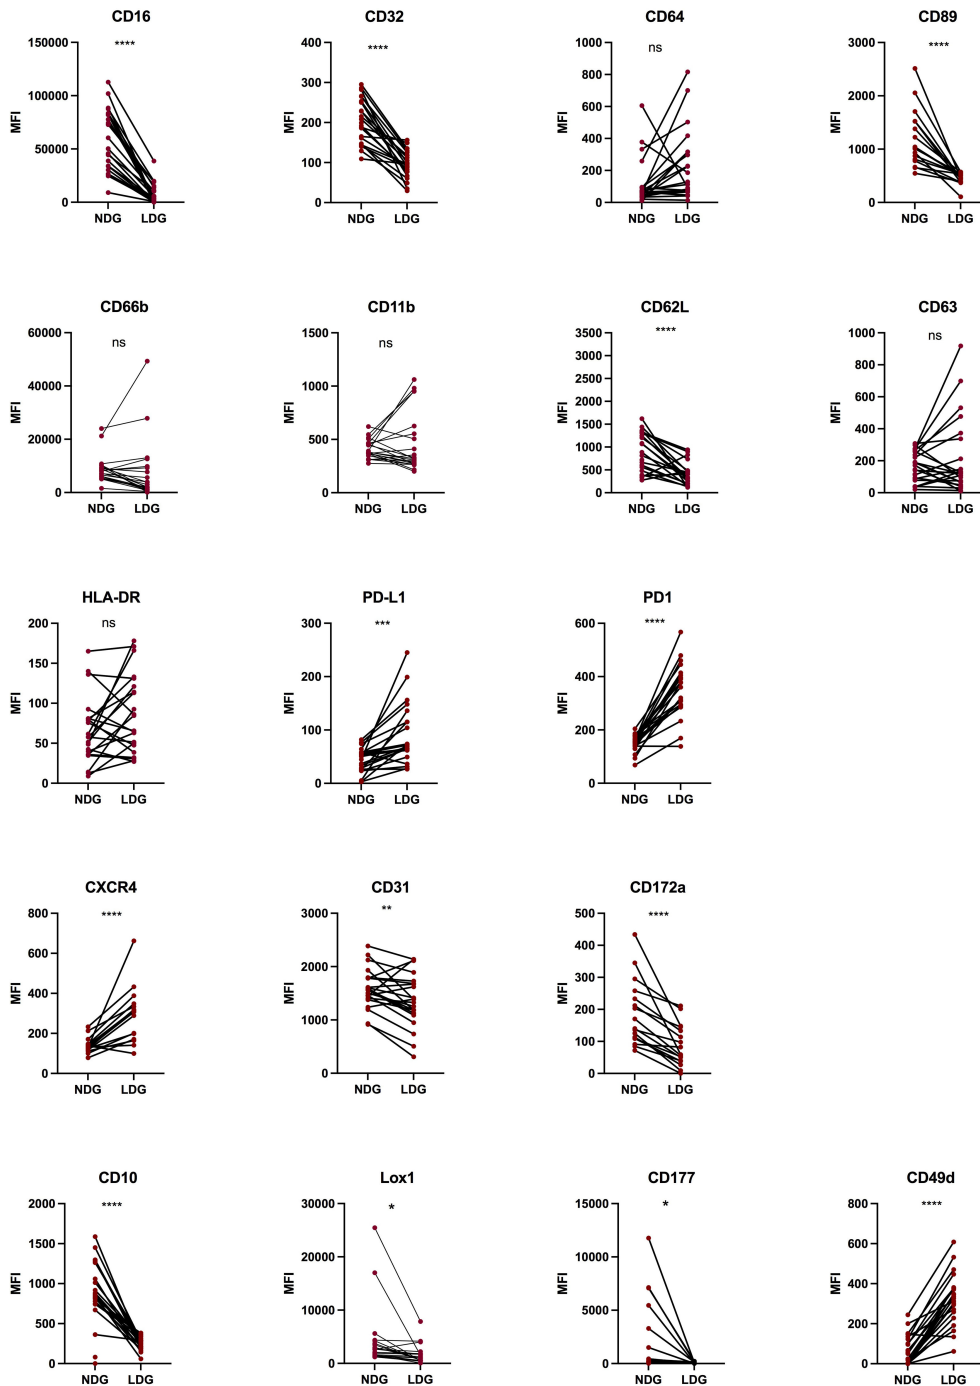 CD16
****
MFI
150000
100000
50000
0
NDG LDG
CD32
****
MFI
400
300
200
100
0
NDG LDG
CD64
ns
MFI
1000
800
600
400
200
0
NDG LDG
CD89
****
MFI
3000
2000
1000
0
NDG LDG
CD66b
ns
MFI
60000
40000
20000
0
NDG LDG
CD11b
ns
MFI
1500
1000
500
0
NDG LDG
CD62L
****
MFI
3500
3000
2500
2000
1500
1000
500
0
NDG LDG
CD63
ns
MFI
1000
800
600
400
200
0
NDG LDG
HLA-DR
ns
MFI
200
150
100
50
0
NDG LDG
PD-L1
***
MFI
300
200
100
0
NDG LDG
PD1
****
MFI
600
400
200
0
NDG LDG
CXCR4
****
MFI
800
600
400
200
0
NDG LDG
CD31
**
MFI
3000
2000
1000
0
NDG LDG
CD172a
****
MFI
500
400
300
200
100
0
NDG LDG
CD10
****
MFI
2000
1500
1000
500
0
NDG LDG
Lox1
*
MFI
30000
20000
10000
0
NDG LDG
CD177
*
MFI
15000
10000
5000
0
NDG LDG
CD49d
****
MFI
800
600
400
200
0
NDG LDG